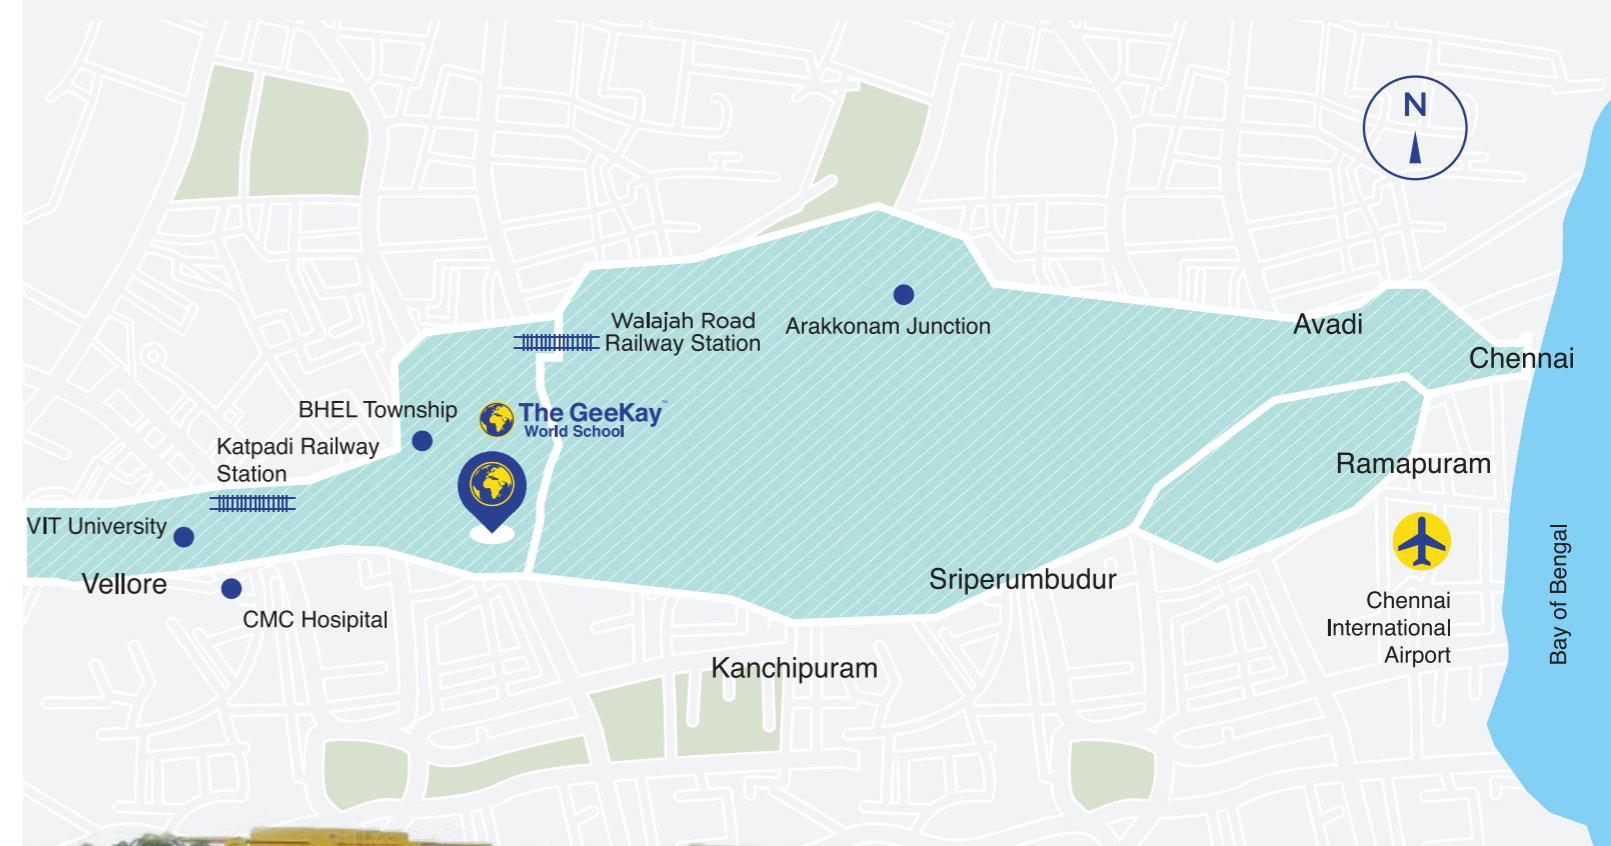 N
Walajah Road
Railway Station
Arakkonam Junction
Avadi
Chennai
BHEL Township
The GeeKay™
World School
Katpadi Railway
Station
Ramapuram
VIT University
Vellore
CMC Hosipital
Sriperumbudur
Chennai
International
Airport
Bay of Bengal
Kanchipuram